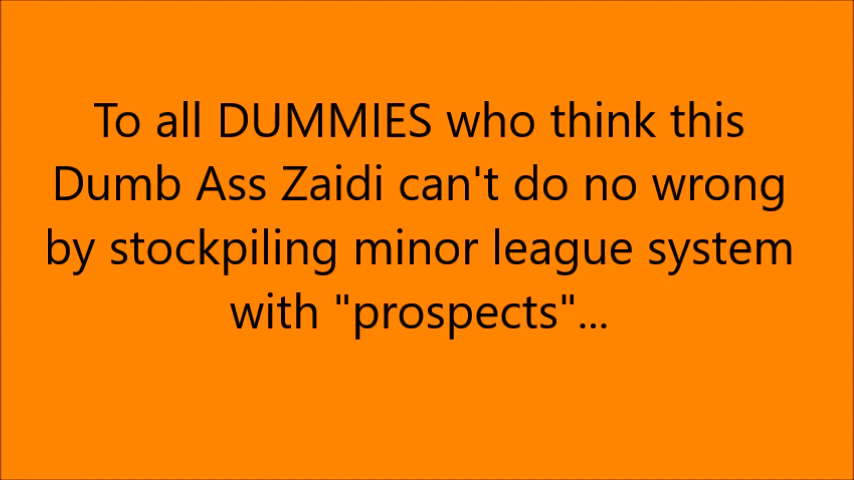 To all DUMMIES who think this
Dumb Ass Zaidi can't do no wrong
by stockpiling minor league system
with "prospects"...